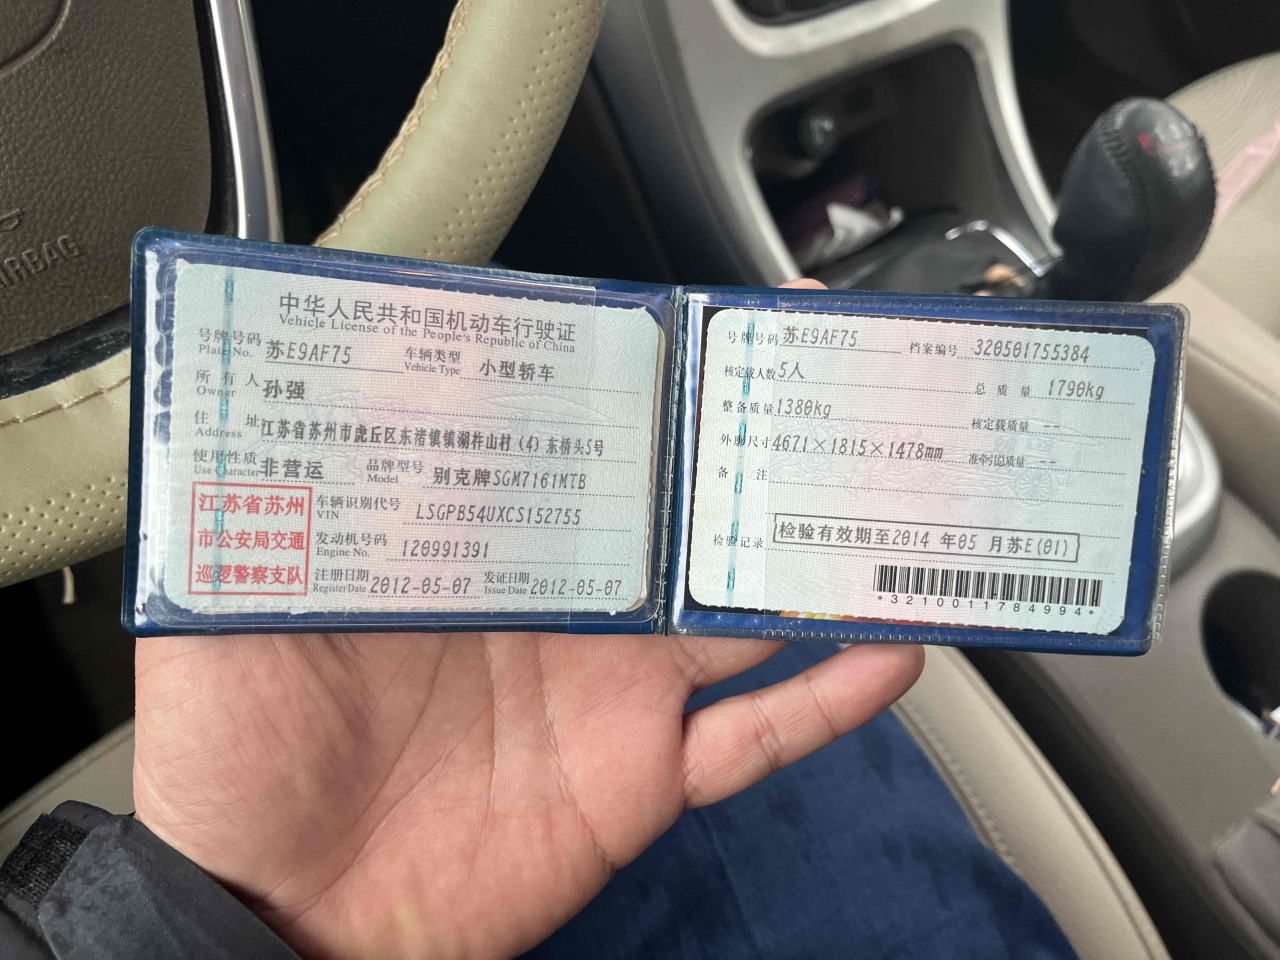 AIRBAG
中华人民共和国机动车行驶证
Vehicle License of the People's Republic of China
号牌号码 苏E9AF75 车辆类型 小型轿车
Plate No. Vehicle Type
所有人 孙强
Owner
住址 江苏省苏州市虎丘区东渚镇镇湖柞山村（4）东桥头5号
Address
使用性质 非营运 品牌型号 别克牌SGM7161MTB
Use Character Model
江苏省苏州
市公安局交通
巡逻警察支队
车辆识别代号 LSGPB54UXCS152755
VIN
发动机号码 120991391
Engine No.
注册日期 2012-05-07 发证日期 2012-05-07
Register Date Issue Date
号牌号码 苏E9AF75 档案编号 320501755384
核定载人数 5人 总质量 1790kg
整备质量 1380kg 核定载质量 --
外廓尺寸 4671×1815×1478mm 准牵引总质量 --
备注
检验记录 检验有效期至2014 年05 月苏E(01)
*3210011784994*